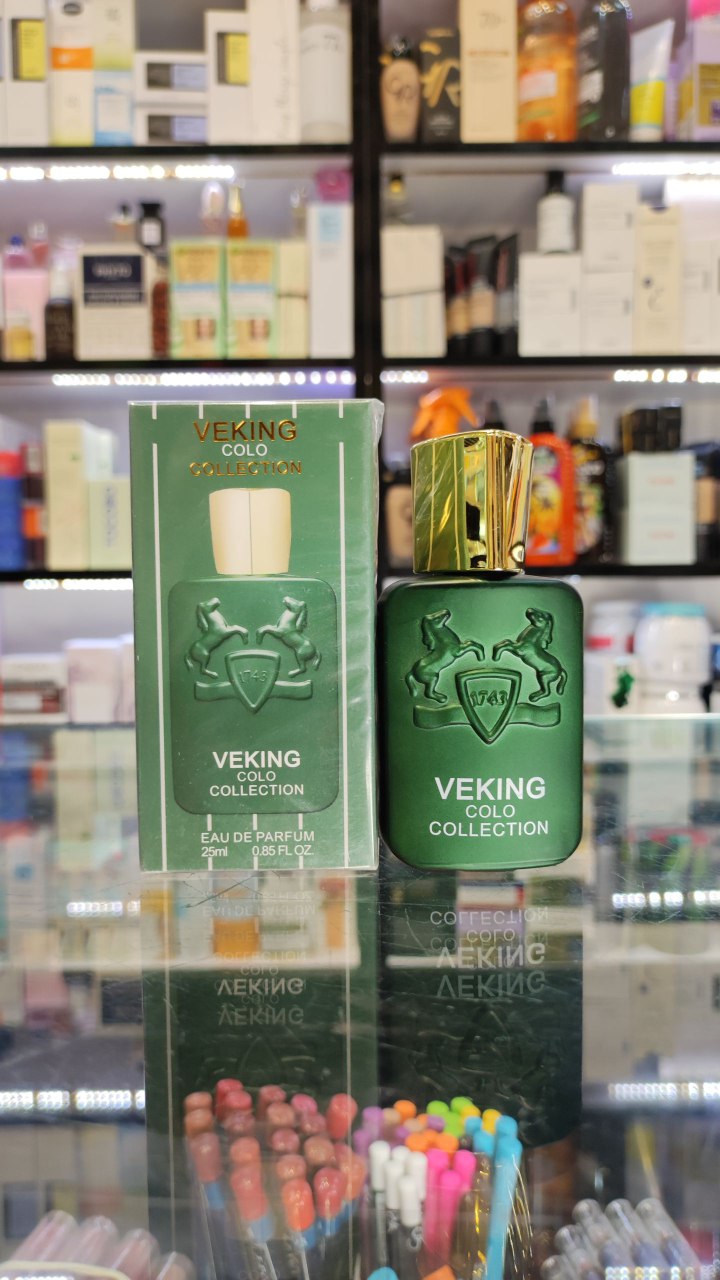 VEKING
COLO
COLLECTION
1743
VEKING
COLO
COLLECTION
EAU DE PARFUM
25ml 0.85 FL OZ.
1743
VEKING
COLO
COLLECTION